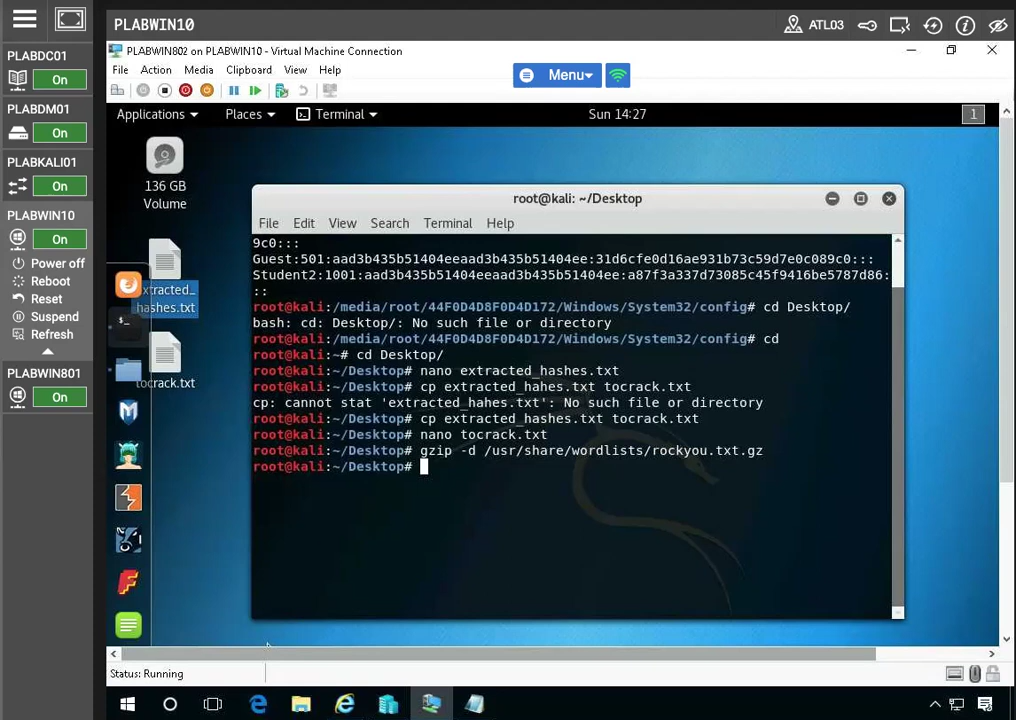 PLABWIN10
ATL03
PLABDC01
On
PLABDM01
On
PLABKALI01
On
PLABWIN10
On
Power off
Reboot
Reset
Suspend
Refresh
PLABWIN801
On
PLABWIN802 on PLABWIN10 - Virtual Machine Connection
File Action Media Clipboard View Help
Menu
Applications Places Terminal Sun 14:27 1
136 GB
Volume
extracted_
hashes.txt
tocrack.txt
root@kali: ~/Desktop
File Edit View Search Terminal Help
9c0:::
Guest:501:aad3b435b51404eeaad3b435b51404ee:31d6cfe0d16ae931b73c59d7e0c089c0:::
Student2:1001:aad3b435b51404eeaad3b435b51404ee:a87f3a337d73085c45f9416be5787d86:
::
root@kali:/media/root/44F0D4D8F0D4D172/Windows/System32/config# cd Desktop/
bash: cd: Desktop/: No such file or directory
root@kali:/media/root/44F0D4D8F0D4D172/Windows/System32/config# cd
root@kali:~# cd Desktop/
root@kali:~/Desktop# nano extracted_hashes.txt
root@kali:~/Desktop# cp extracted_hahes.txt tocrack.txt
cp: cannot stat 'extracted_hahes.txt': No such file or directory
root@kali:~/Desktop# cp extracted_hashes.txt tocrack.txt
root@kali:~/Desktop# nano tocrack.txt
root@kali:~/Desktop# gzip -d /usr/share/wordlists/rockyou.txt.gz
root@kali:~/Desktop#
Status: Running